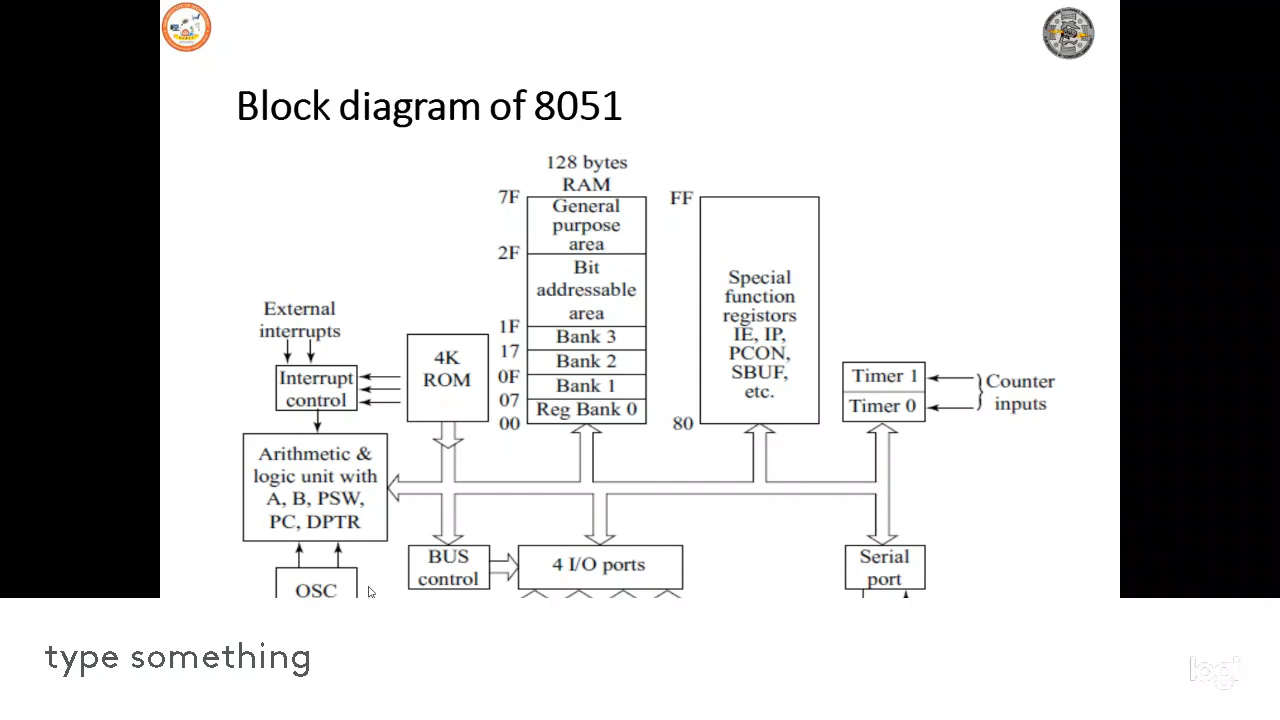 Block diagram of 8051
128 bytes
RAM
7F
General
purpose
area
2F
Bit
addressable
area
1F
Bank 3
17
Bank 2
0F
Bank 1
07
Reg Bank 0
00
FF
Special
function
registors
IE, IP,
PCON,
SBUF,
etc.
80
External
interrupts
Interrupt
control
4K
ROM
Timer 1
Timer 0
Counter
inputs
Arithmetic &
logic unit with
A, B, PSW,
PC, DPTR
OSC
BUS
control
4 I/O ports
Serial
port
type something
logi